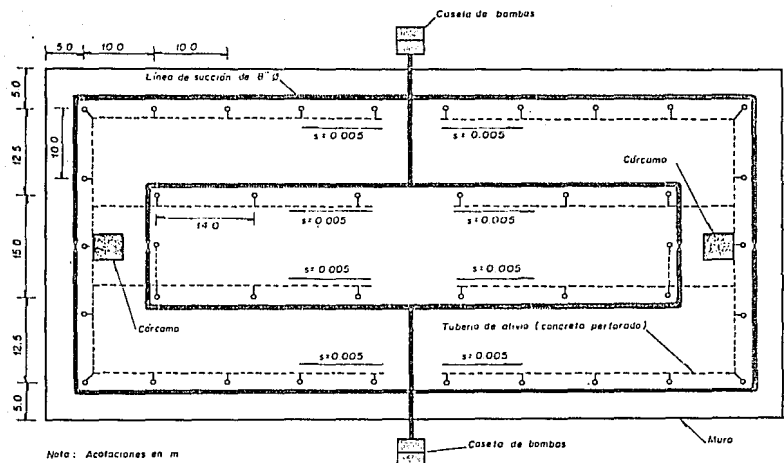 Caseta de bombas
5.0
10.0
10.0
Línea de succión de 8" Ø
5.0
12.5
15.0
12.5
5.0
10.0
s=0.005
s=0.005
Cárcamo
14.0
s=0.005
s=0.005
s=0.005
s=0.005
Cárcamo
Tubería de alivio (concreto perforado)
s=0.005
s=0.005
Muro
Caseta de bombas
Nota: Acotaciones en m